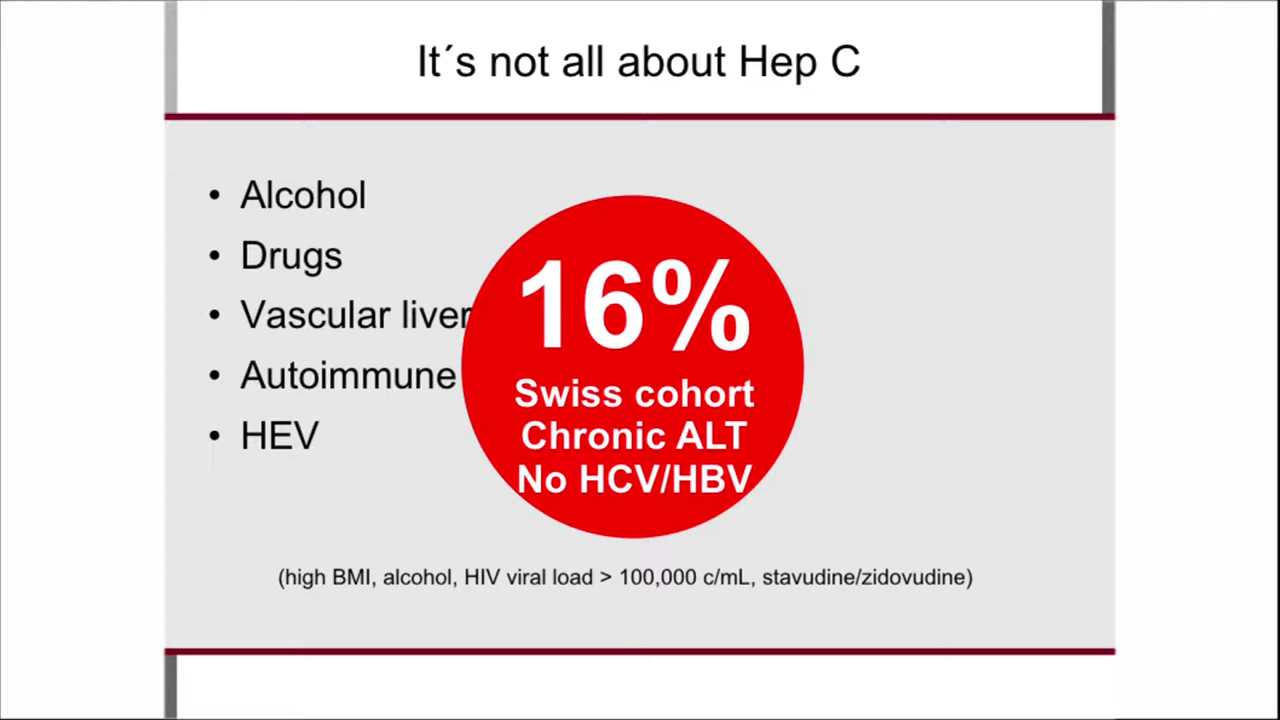 It´s not all about Hep C
• Alcohol
• Drugs
• Vascular liver
• Autoimmune
• HEV
16%
Swiss cohort
Chronic ALT
No HCV/HBV
(high BMI, alcohol, HIV viral load > 100,000 c/mL, stavudine/zidovudine)